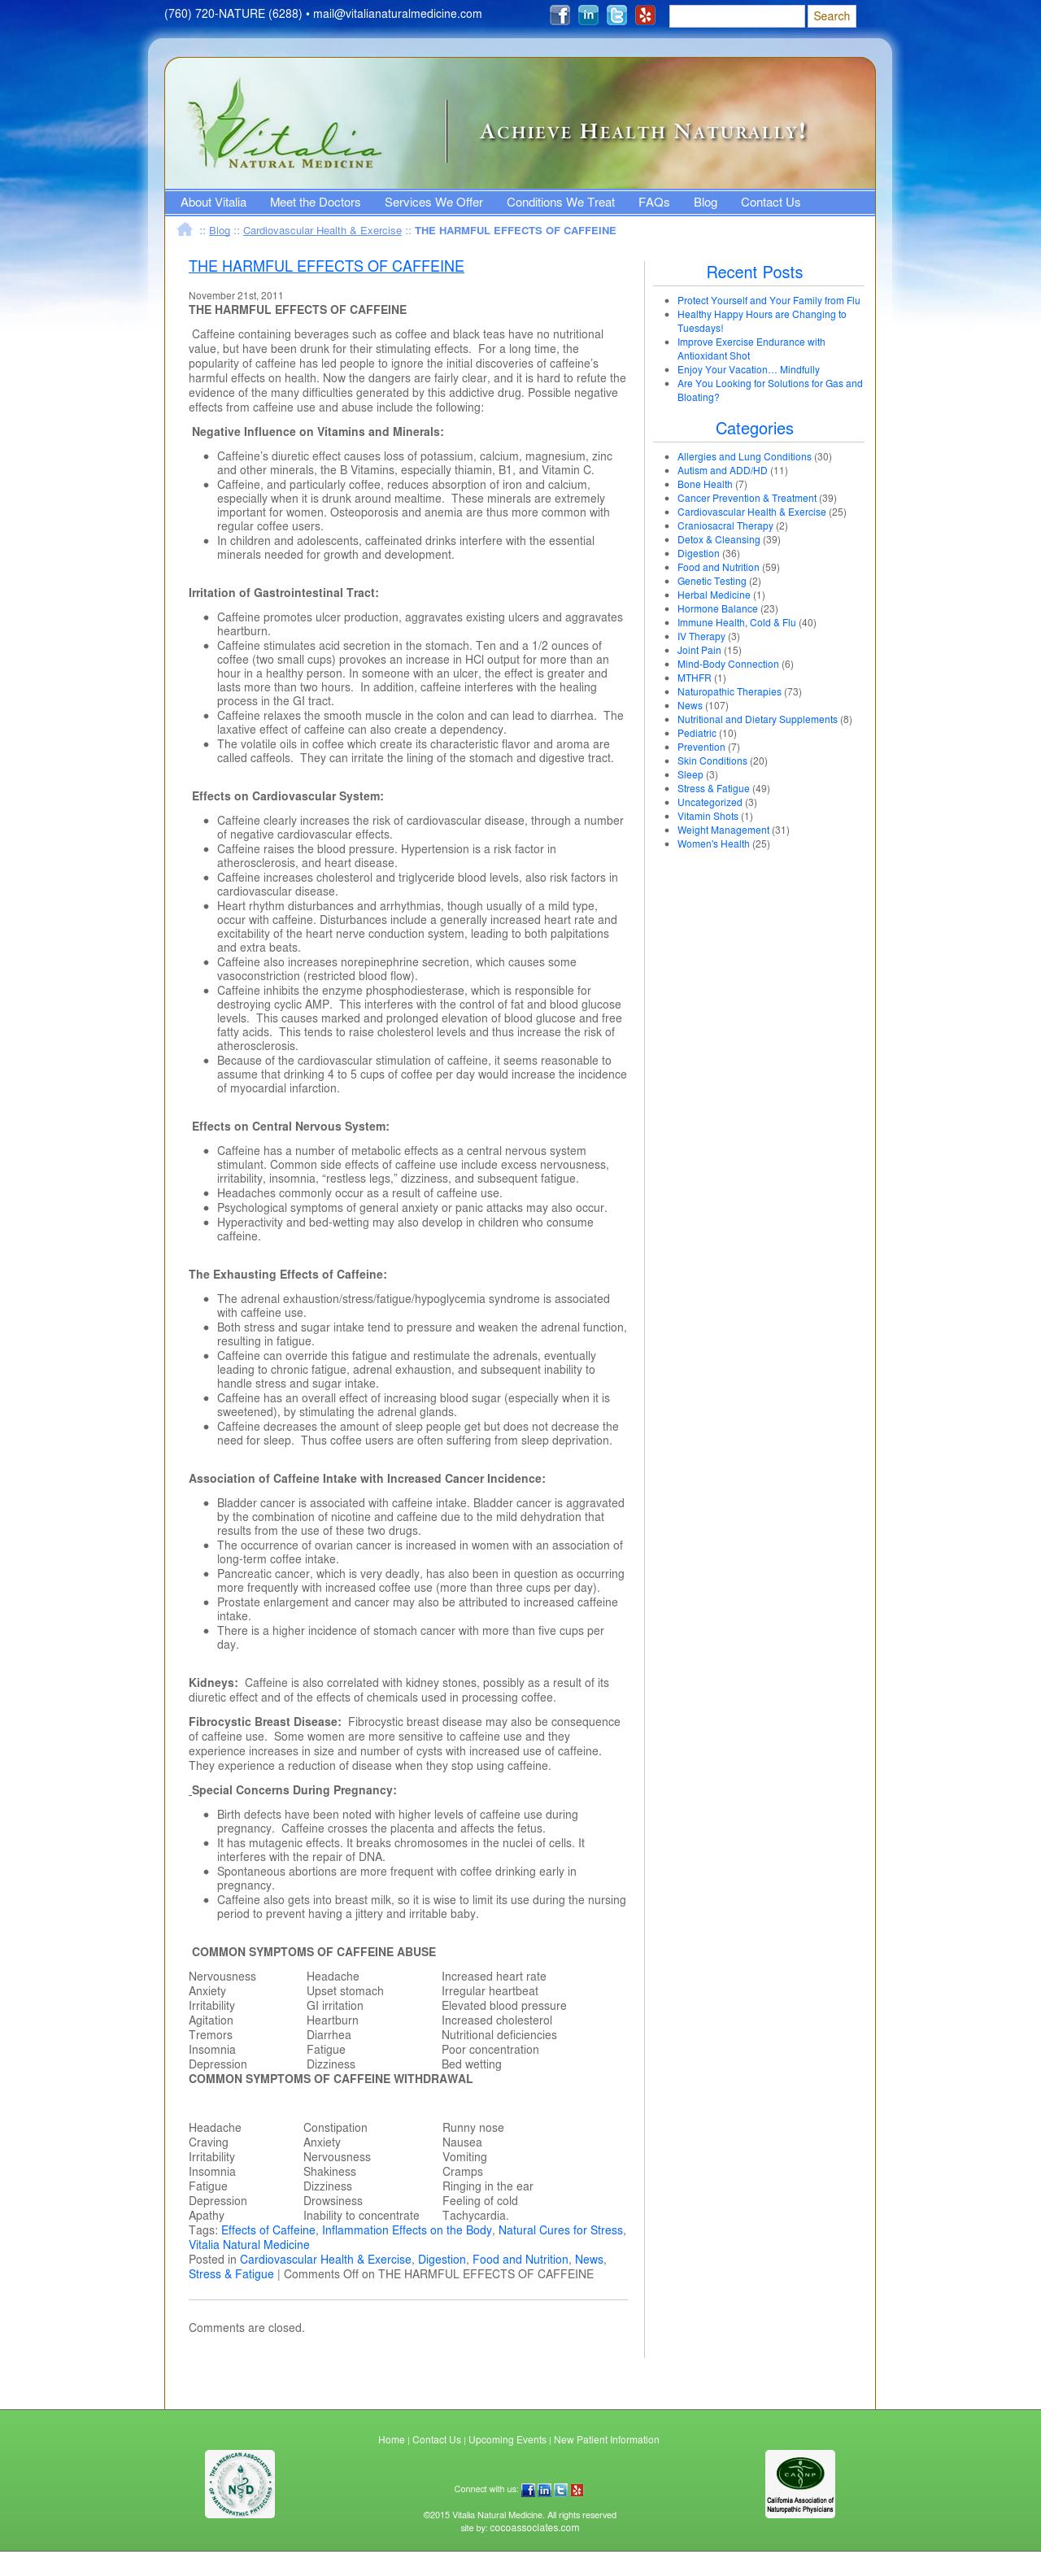 (760) 720-NATURE (6288) • mail@vitalianaturalmedicine.com
Search
Vitalia
NATURAL MEDICINE
ACHIEVE HEALTH NATURALLY!
About Vitalia Meet the Doctors Services We Offer Conditions We Treat FAQs Blog Contact Us
:: Blog :: Cardiovascular Health & Exercise :: THE HARMFUL EFFECTS OF CAFFEINE
THE HARMFUL EFFECTS OF CAFFEINE
November 21st, 2011
THE HARMFUL EFFECTS OF CAFFEINE
Caffeine containing beverages such as coffee and black teas have no nutritional
value, but have been drunk for their stimulating effects.  For a long time, the
popularity of caffeine has led people to ignore the initial discoveries of caffeine’s
harmful effects on health. Now the dangers are fairly clear, and it is hard to refute the
evidence of the many difficulties generated by this addictive drug. Possible negative
effects from caffeine use and abuse include the following:
Negative Influence on Vitamins and Minerals:
Caffeine’s diuretic effect causes loss of potassium, calcium, magnesium, zinc
and other minerals, the B Vitamins, especially thiamin, B1, and Vitamin C.
Caffeine, and particularly coffee, reduces absorption of iron and calcium,
especially when it is drunk around mealtime.  These minerals are extremely
important for women. Osteoporosis and anemia are thus more common with
regular coffee users.
In children and adolescents, caffeinated drinks interfere with the essential
minerals needed for growth and development.
Irritation of Gastrointestinal Tract:
Caffeine promotes ulcer production, aggravates existing ulcers and aggravates
heartburn.
Caffeine stimulates acid secretion in the stomach. Ten and a 1/2 ounces of
coffee (two small cups) provokes an increase in HCl output for more than an
hour in a healthy person. In someone with an ulcer, the effect is greater and
lasts more than two hours.  In addition, caffeine interferes with the healing
process in the GI tract.
Caffeine relaxes the smooth muscle in the colon and can lead to diarrhea.  The
laxative effect of caffeine can also create a dependency.
The volatile oils in coffee which create its characteristic flavor and aroma are
called caffeols.  They can irritate the lining of the stomach and digestive tract.
Effects on Cardiovascular System:
Caffeine clearly increases the risk of cardiovascular disease, through a number
of negative cardiovascular effects.
Caffeine raises the blood pressure. Hypertension is a risk factor in
atherosclerosis, and heart disease.
Caffeine increases cholesterol and triglyceride blood levels, also risk factors in
cardiovascular disease.
Heart rhythm disturbances and arrhythmias, though usually of a mild type,
occur with caffeine. Disturbances include a generally increased heart rate and
excitability of the heart nerve conduction system, leading to both palpitations
and extra beats.
Caffeine also increases norepinephrine secretion, which causes some
vasoconstriction (restricted blood flow).
Caffeine inhibits the enzyme phosphodiesterase, which is responsible for
destroying cyclic AMP.  This interferes with the control of fat and blood glucose
levels.  This causes marked and prolonged elevation of blood glucose and free
fatty acids.  This tends to raise cholesterol levels and thus increase the risk of
atherosclerosis.
Because of the cardiovascular stimulation of caffeine, it seems reasonable to
assume that drinking 4 to 5 cups of coffee per day would increase the incidence
of myocardial infarction.
Effects on Central Nervous System:
Caffeine has a number of metabolic effects as a central nervous system
stimulant. Common side effects of caffeine use include excess nervousness,
irritability, insomnia, “restless legs,” dizziness, and subsequent fatigue.
Headaches commonly occur as a result of caffeine use.
Psychological symptoms of general anxiety or panic attacks may also occur.
Hyperactivity and bed-wetting may also develop in children who consume
caffeine.
The Exhausting Effects of Caffeine:
The adrenal exhaustion/stress/fatigue/hypoglycemia syndrome is associated
with caffeine use.
Both stress and sugar intake tend to pressure and weaken the adrenal function,
resulting in fatigue.
Caffeine can override this fatigue and restimulate the adrenals, eventually
leading to chronic fatigue, adrenal exhaustion, and subsequent inability to
handle stress and sugar intake.
Caffeine has an overall effect of increasing blood sugar (especially when it is
sweetened), by stimulating the adrenal glands.
Caffeine decreases the amount of sleep people get but does not decrease the
need for sleep.  Thus coffee users are often suffering from sleep deprivation.
Association of Caffeine Intake with Increased Cancer Incidence:
Bladder cancer is associated with caffeine intake. Bladder cancer is aggravated
by the combination of nicotine and caffeine due to the mild dehydration that
results from the use of these two drugs.
The occurrence of ovarian cancer is increased in women with an association of
long-term coffee intake.
Pancreatic cancer, which is very deadly, has also been in question as occurring
more frequently with increased coffee use (more than three cups per day).
Prostate enlargement and cancer may also be attributed to increased caffeine
intake.
There is a higher incidence of stomach cancer with more than five cups per
day.
Kidneys:  Caffeine is also correlated with kidney stones, possibly as a result of its
diuretic effect and of the effects of chemicals used in processing coffee.
Fibrocystic Breast Disease:  Fibrocystic breast disease may also be consequence
of caffeine use.  Some women are more sensitive to caffeine use and they
experience increases in size and number of cysts with increased use of caffeine.
They experience a reduction of disease when they stop using caffeine.
Special Concerns During Pregnancy:
Birth defects have been noted with higher levels of caffeine use during
pregnancy.  Caffeine crosses the placenta and affects the fetus.
It has mutagenic effects. It breaks chromosomes in the nuclei of cells. It
interferes with the repair of DNA.
Spontaneous abortions are more frequent with coffee drinking early in
pregnancy.
Caffeine also gets into breast milk, so it is wise to limit its use during the nursing
period to prevent having a jittery and irritable baby.
COMMON SYMPTOMS OF CAFFEINE ABUSE
Nervousness Headache Increased heart rate
Anxiety Upset stomach Irregular heartbeat
Irritability GI irritation Elevated blood pressure
Agitation Heartburn Increased cholesterol
Tremors Diarrhea Nutritional deficiencies
Insomnia Fatigue Poor concentration
Depression Dizziness Bed wetting
COMMON SYMPTOMS OF CAFFEINE WITHDRAWAL
Headache Constipation Runny nose
Craving Anxiety Nausea
Irritability Nervousness Vomiting
Insomnia Shakiness Cramps
Fatigue Dizziness Ringing in the ear
Depression Drowsiness Feeling of cold
Apathy Inability to concentrate Tachycardia.
Tags: Effects of Caffeine, Inflammation Effects on the Body, Natural Cures for Stress,
Vitalia Natural Medicine
Posted in Cardiovascular Health & Exercise, Digestion, Food and Nutrition, News,
Stress & Fatigue | Comments Off on THE HARMFUL EFFECTS OF CAFFEINE
Comments are closed.
Recent Posts
Protect Yourself and Your Family from Flu
Healthy Happy Hours are Changing to
Tuesdays!
Improve Exercise Endurance with
Antioxidant Shot
Enjoy Your Vacation… Mindfully
Are You Looking for Solutions for Gas and
Bloating?
Categories
Allergies and Lung Conditions (30)
Autism and ADD/HD (11)
Bone Health (7)
Cancer Prevention & Treatment (39)
Cardiovascular Health & Exercise (25)
Craniosacral Therapy (2)
Detox & Cleansing (39)
Digestion (36)
Food and Nutrition (59)
Genetic Testing (2)
Herbal Medicine (1)
Hormone Balance (23)
Immune Health, Cold & Flu (40)
IV Therapy (3)
Joint Pain (15)
Mind-Body Connection (6)
MTHFR (1)
Naturopathic Therapies (73)
News (107)
Nutritional and Dietary Supplements (8)
Pediatric (10)
Prevention (7)
Skin Conditions (20)
Sleep (3)
Stress & Fatigue (49)
Uncategorized (3)
Vitamin Shots (1)
Weight Management (31)
Women's Health (25)
Home | Contact Us | Upcoming Events | New Patient Information
THE AMERICAN ASSOCIATION
OF NATUROPATHIC PHYSICIANS
N D
Connect with us:
CANP
California Association of
Naturopathic Physicians
©2015 Vitalia Natural Medicine. All rights reserved
site by: cocoassociates.com